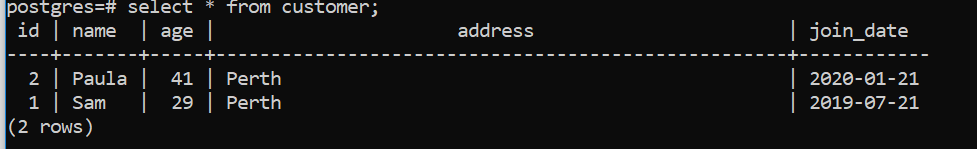 postgres=# select * from customer;
 id | name  | age |                      address                       | join_date
----+-------+-----+----------------------------------------------------+------------
  2 | Paula |  41 | Perth                                              | 2020-01-21
  1 | Sam   |  29 | Perth                                              | 2019-07-21
(2 rows)